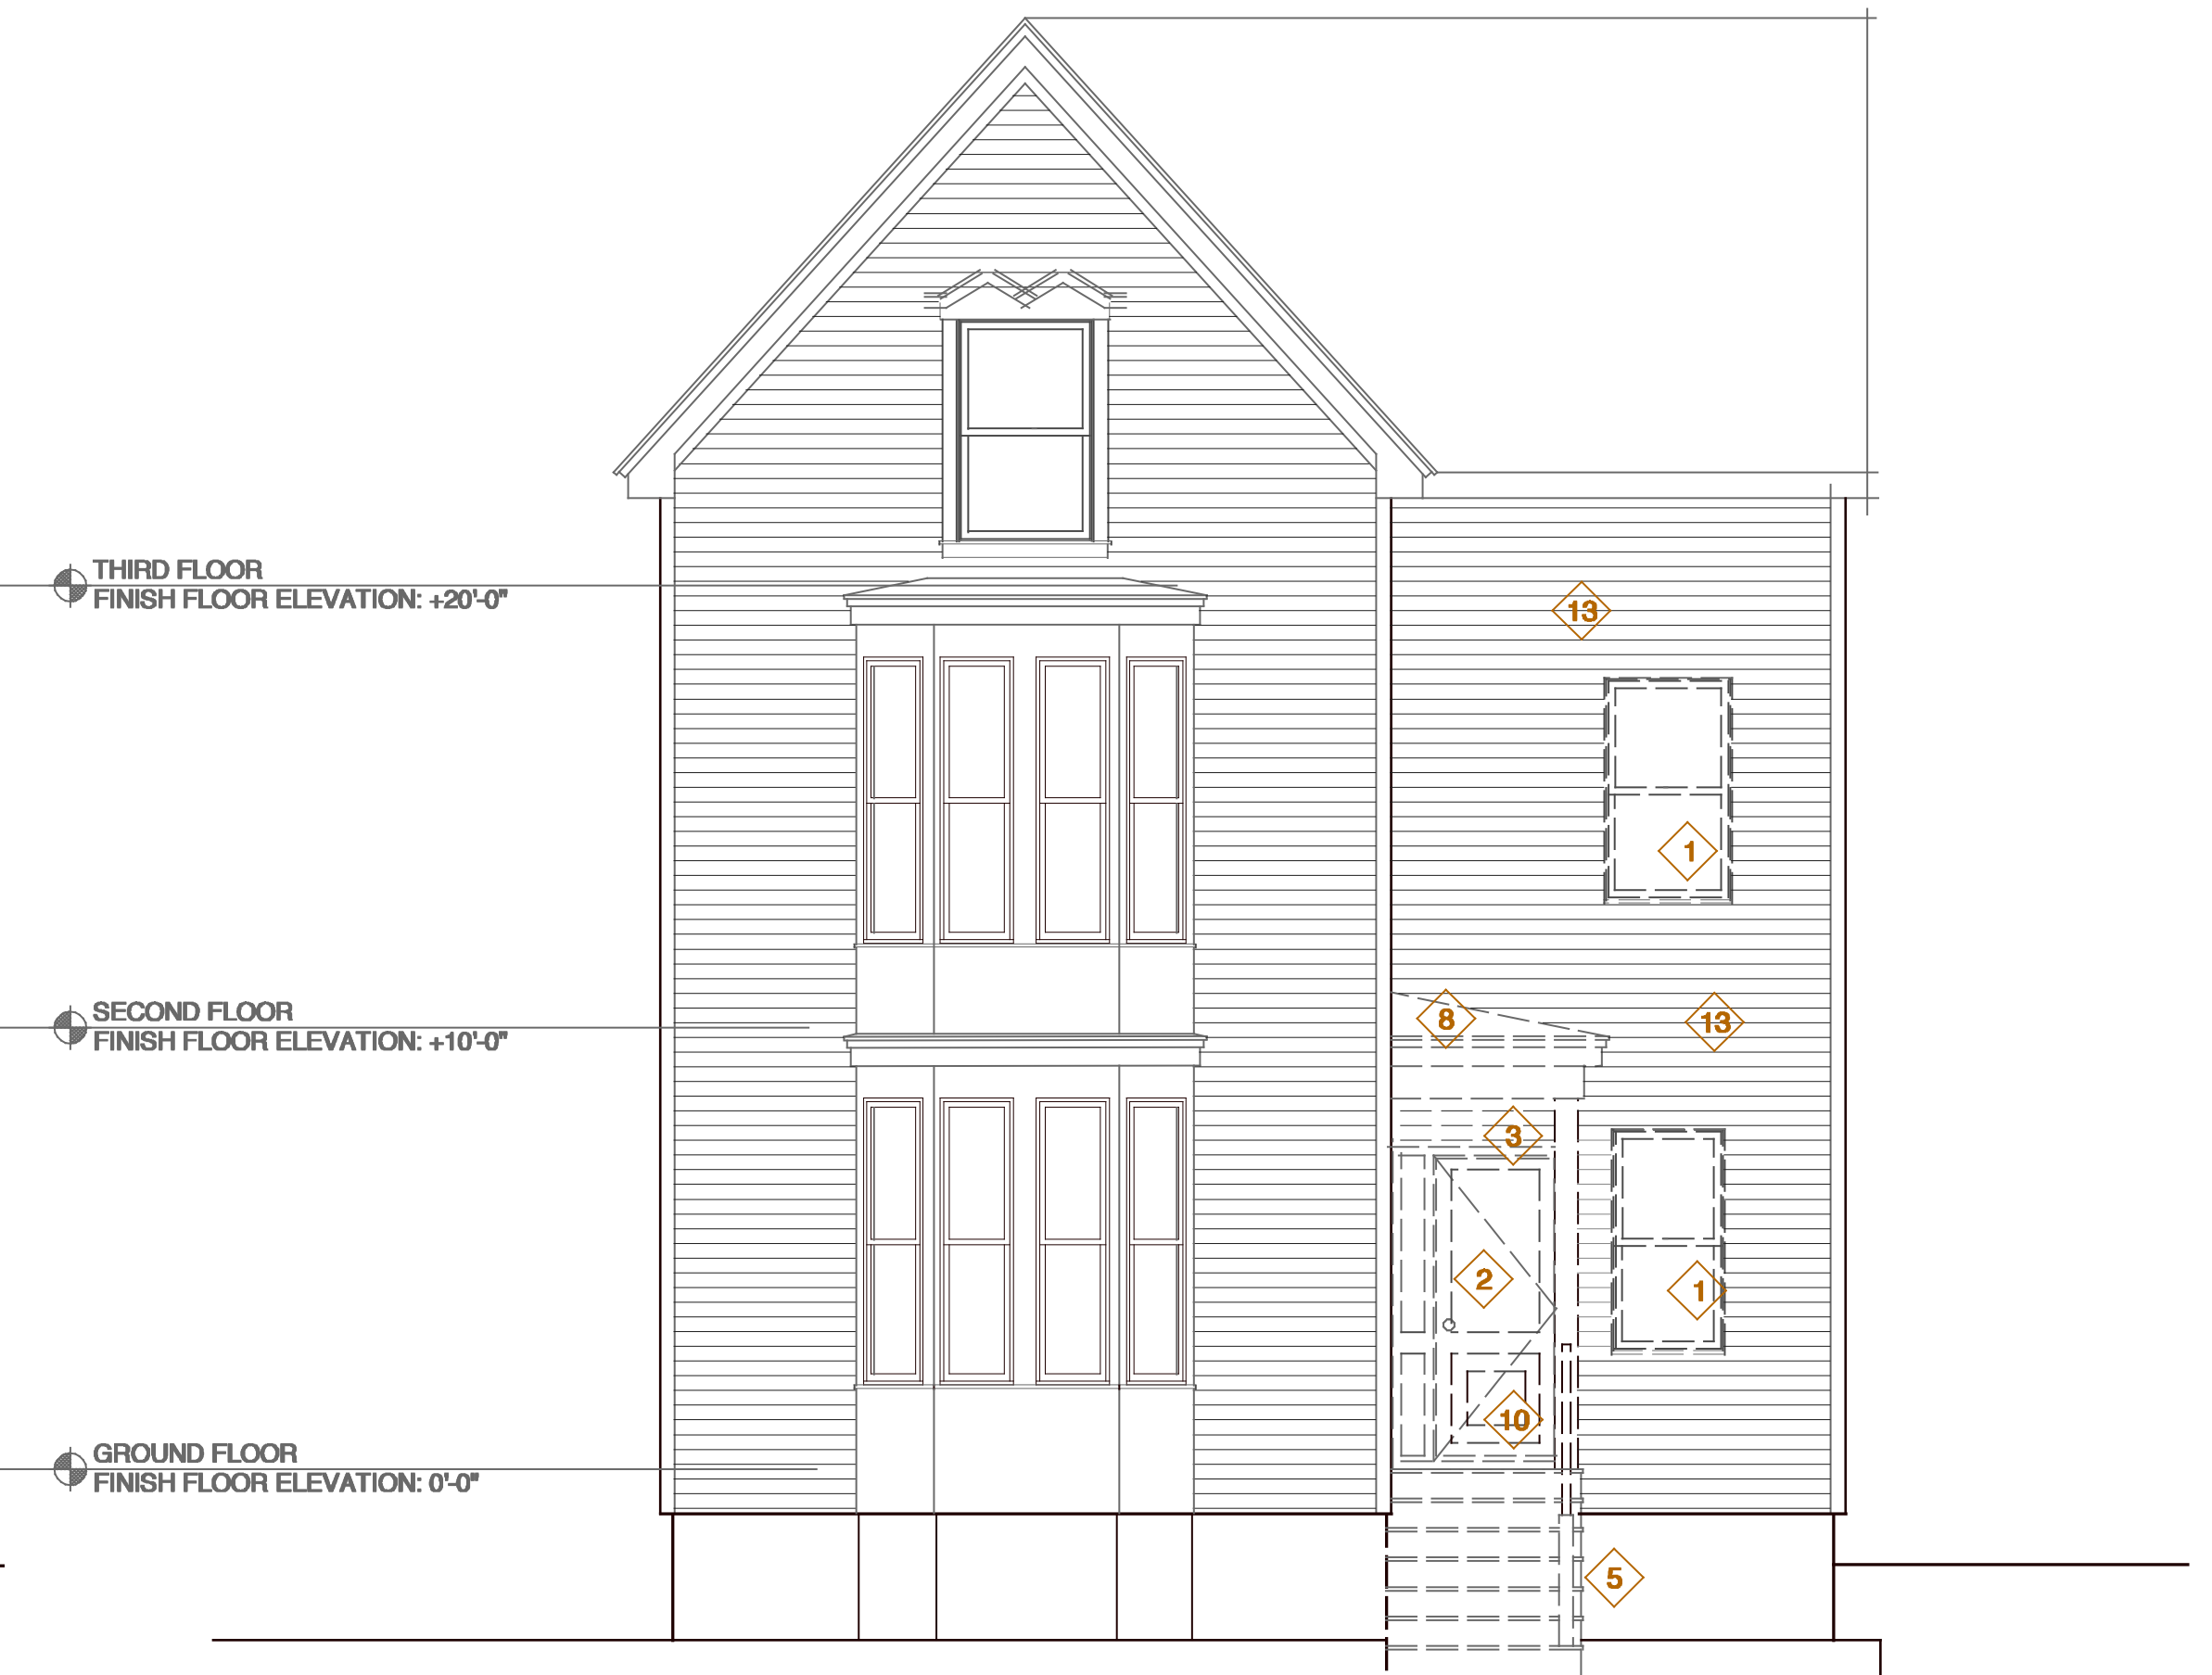 THIRD FLOOR
FINISH FLOOR ELEVATION: +20'-0"
13
1
SECOND FLOOR
FINISH FLOOR ELEVATION: +10'-0"
8
13
3
2
1
10
GROUND FLOOR
FINISH FLOOR ELEVATION: 0'-0"
5